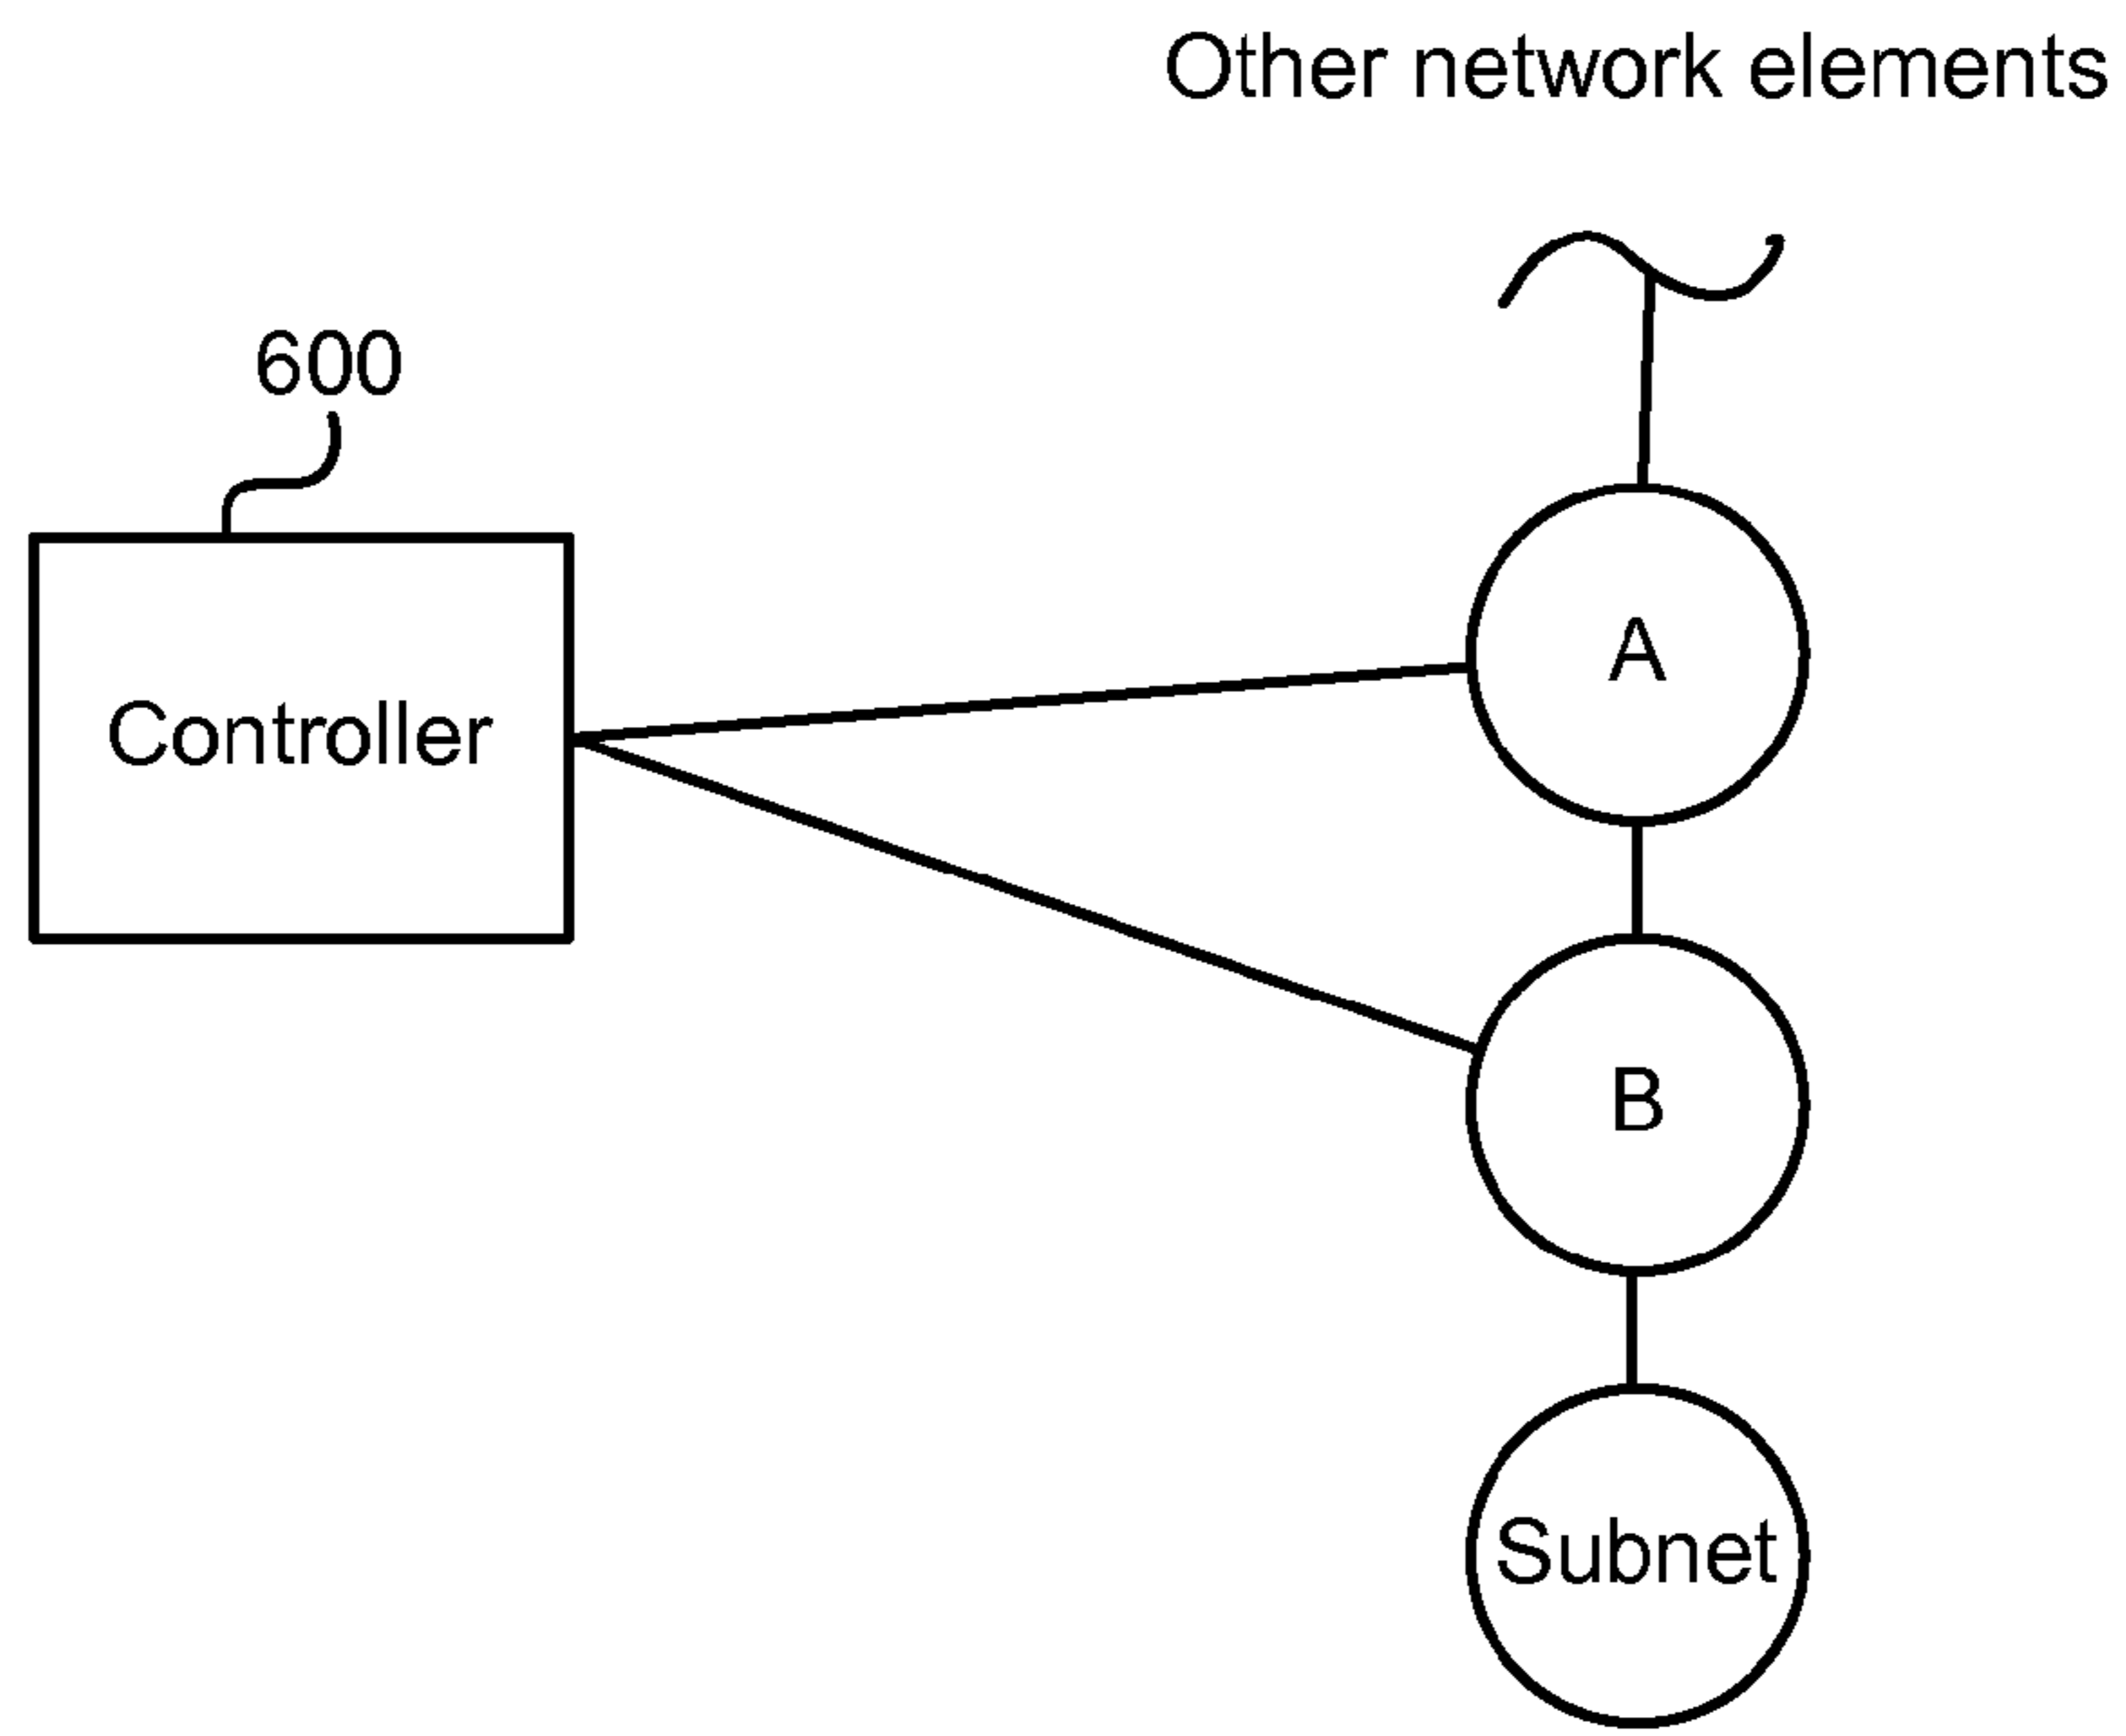 Other network elements
600
Controller
A
B
Subnet